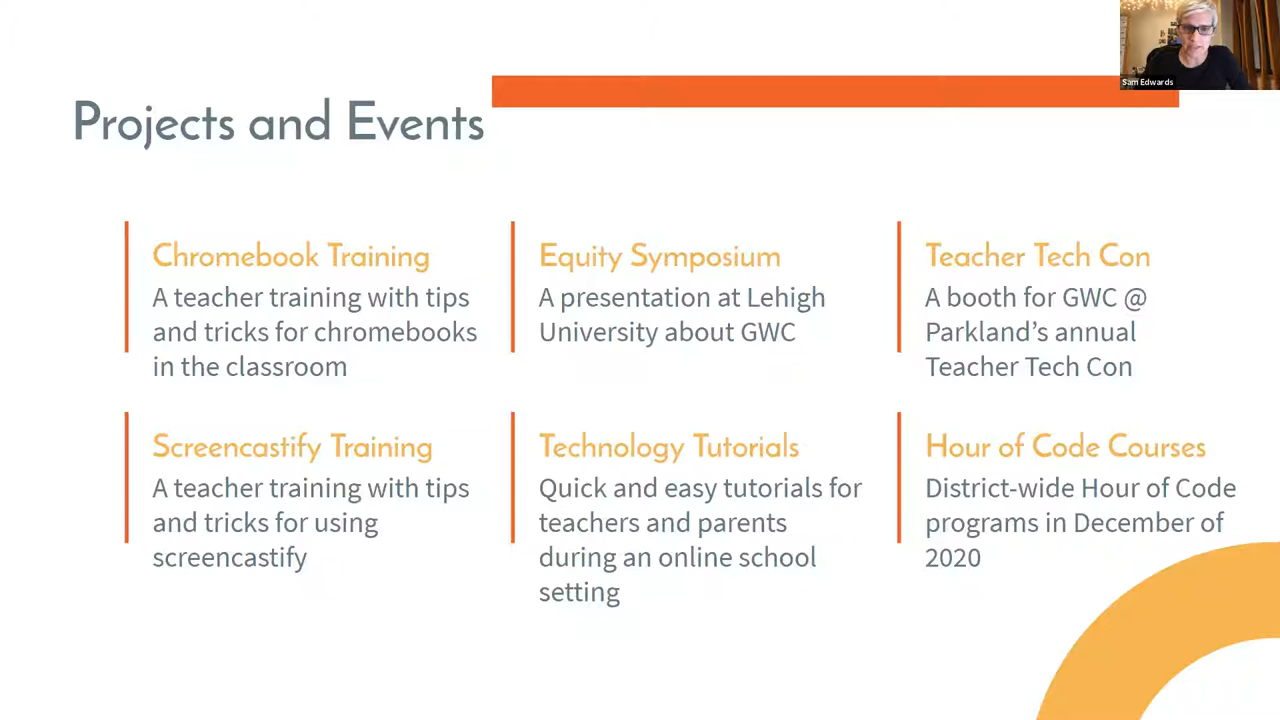 Sam Edwards
Projects and Events
Chromebook Training
A teacher training with tips
and tricks for chromebooks
in the classroom
Equity Symposium
A presentation at Lehigh
University about GWC
Teacher Tech Con
A booth for GWC @
Parkland’s annual
Teacher Tech Con
Screencastify Training
A teacher training with tips
and tricks for using
screencastify
Technology Tutorials
Quick and easy tutorials for
teachers and parents
during an online school
setting
Hour of Code Courses
District-wide Hour of Code
programs in December of
2020